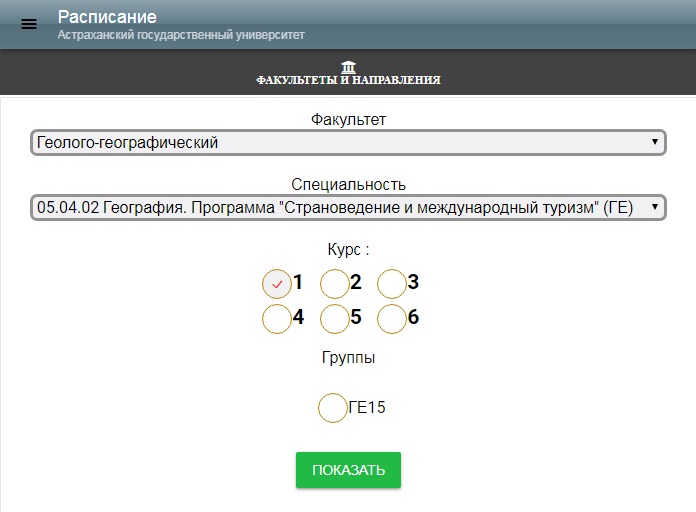 Расписание
Астраханский государственный университет
ФАКУЛЬТЕТЫ И НАПРАВЛЕНИЯ
Факультет
Геолого-географический
Специальность
05.04.02 География. Программа "Страноведение и международный туризм" (ГЕ)
Курс :
1 2 3
4 5 6
Группы
ГЕ15
ПОКАЗАТЬ